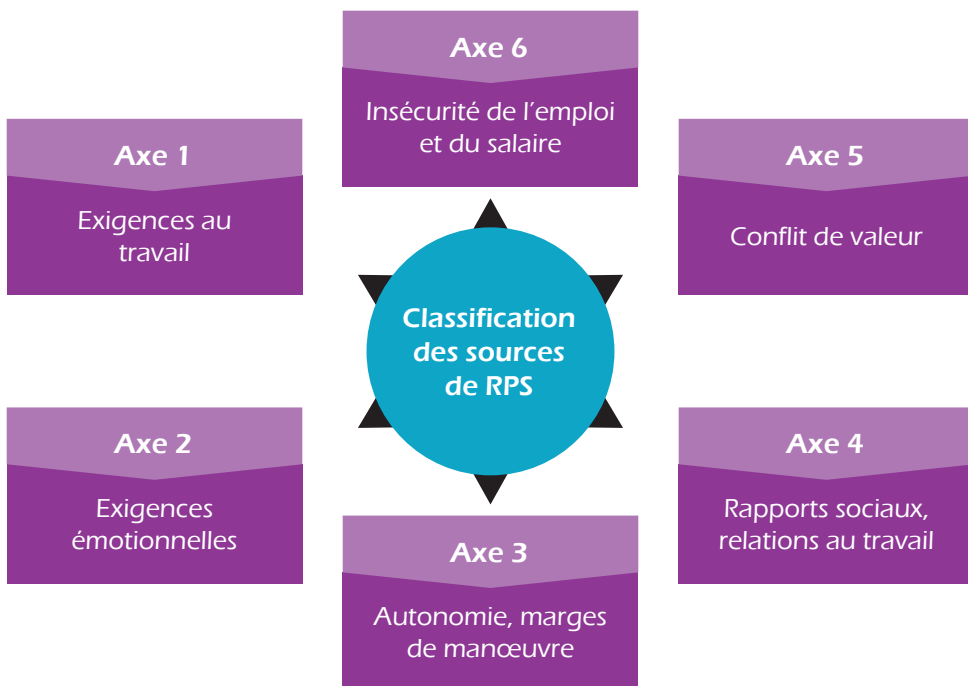 Axe 6
Insécurité de l'emploi
et du salaire
Axe 1
Exigences au
travail
Axe 5
Conflit de valeur
Classification
des sources
de RPS
Axe 2
Exigences
émotionnelles
Axe 4
Rapports sociaux,
relations au travail
Axe 3
Autonomie, marges
de manœuvre